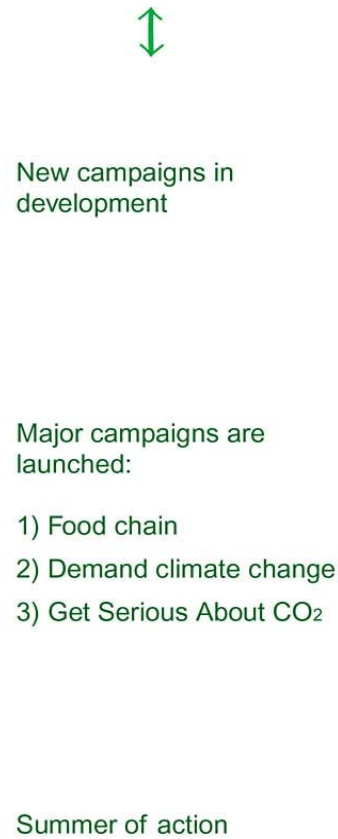 New campaigns in
development
Major campaigns are
launched:
1) Food chain
2) Demand climate change
3) Get Serious About CO₂
Summer of action